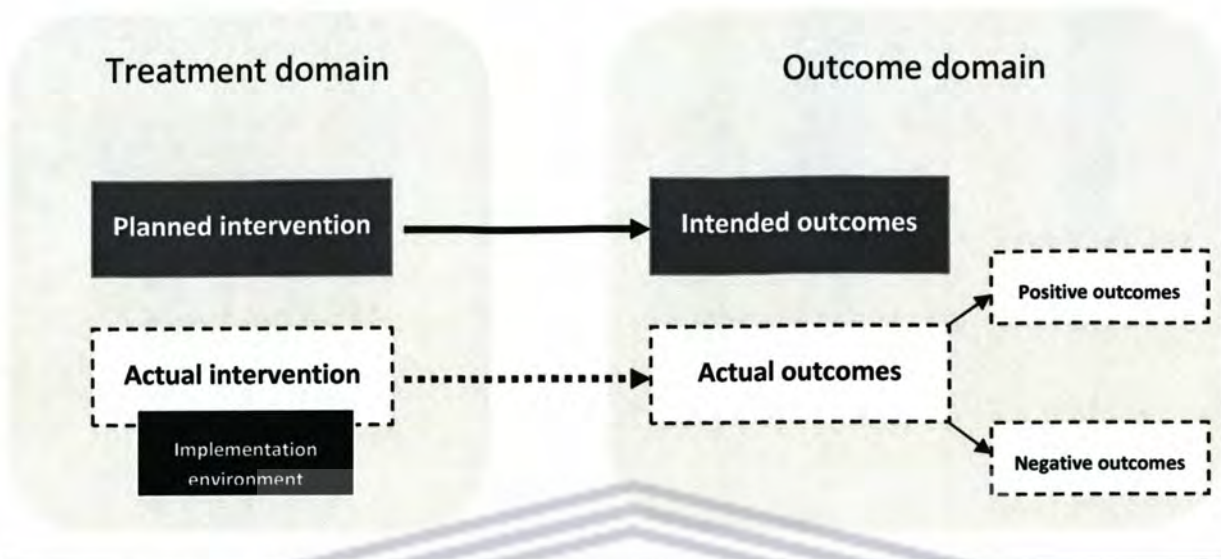 Treatment domain
Outcome domain
Planned intervention
Intended outcomes
Positive outcomes
Actual intervention
Actual outcomes
Implementation
environment
Negative outcomes